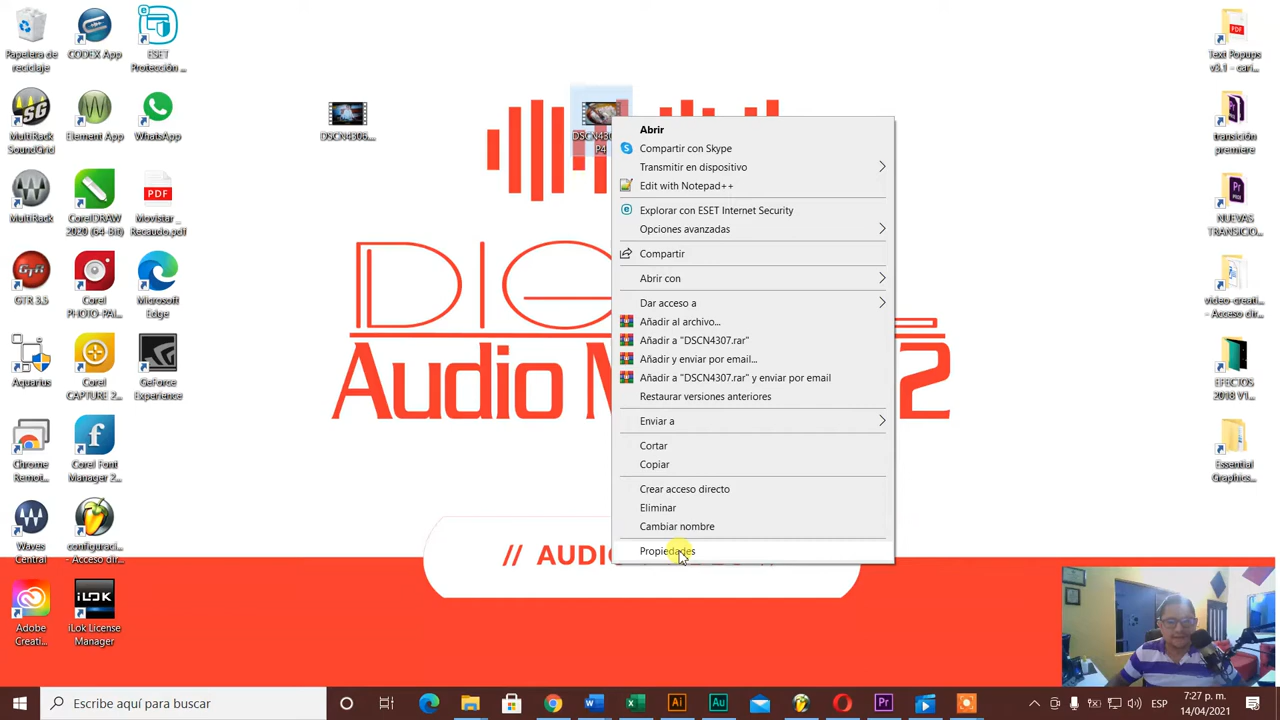 Papelera de
reciclaje
CODEX App
ESET
Protección ...
MultiRack
SoundGrid
Element App
WhatsApp
MultiRack
CorelDRAW
2020 (64-Bit)
PDF
Movistar _
Recaudo.pdf
GTR 3.5
Corel
PHOTO-PAI...
Microsoft
Edge
Aquarius
Corel
CAPTURE 2...
GeForce
Experience
Chrome
Remot...
Corel Font
Manager 2...
Waves
Central
configuraci...
- Acceso dir...
Adobe
Creati...
iLOK
iLok License
Manager
DSCN4306....
Abrir
Compartir con Skype
Transmitir en dispositivo
Edit with Notepad++
Explorar con ESET Internet Security
Opciones avanzadas
Compartir
Abrir con
Dar acceso a
Añadir al archivo...
Añadir a "DSCN4307.rar"
Añadir y enviar por email...
Añadir a "DSCN4307.rar" y enviar por email
Restaurar versiones anteriores
Enviar a
Cortar
Copiar
Crear acceso directo
Eliminar
Cambiar nombre
Propiedades
Audio
2
// AUDIO
PDF
Text Popups
v3.1 - cari...
transición
premiere
NUEVAS
TRANSICIO...
video-creati...
- Acceso dir...
EFECTOS
2018 V1...
Essential
Graphics...
Escribe aquí para buscar
ESP
7:27 p. m.
14/04/2021